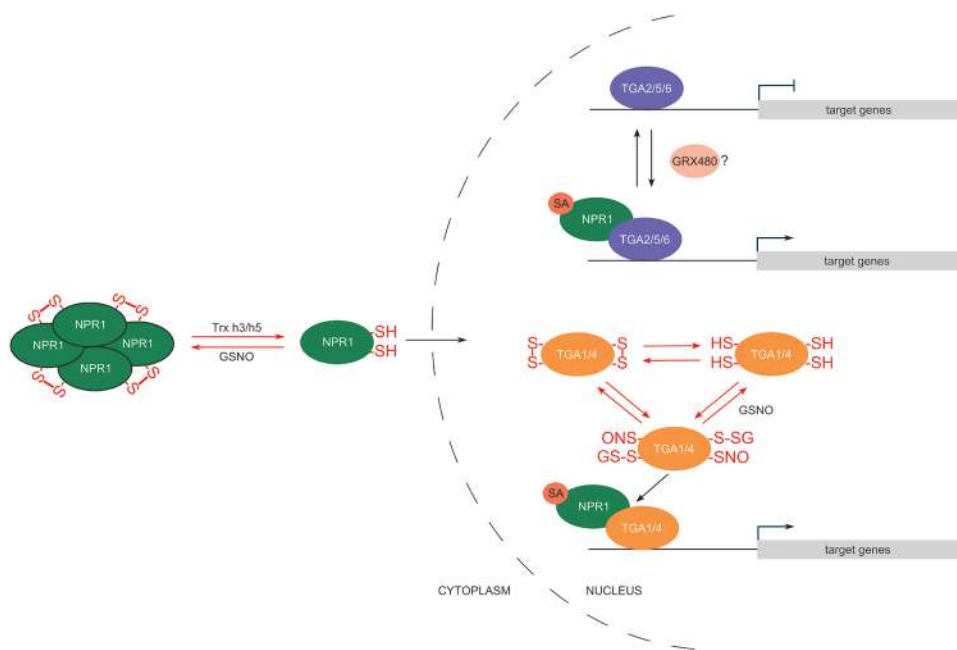 TGA2/5/6
target genes
GRX480 ?
SA
NPR1
TGA2/5/6
target genes
S-S
S-S
NPR1
NPR1
NPR1
NPR1
S-S
S-S
Trx h3/h5
GSNO
NPR1
SH
SH
S
S
TGA1/4
S
S
HS
HS
TGA1/4
SH
SH
GSNO
ONS
GS-S
TGA1/4
S-SG
SNO
SA
NPR1
TGA1/4
target genes
CYTOPLASM
NUCLEUS